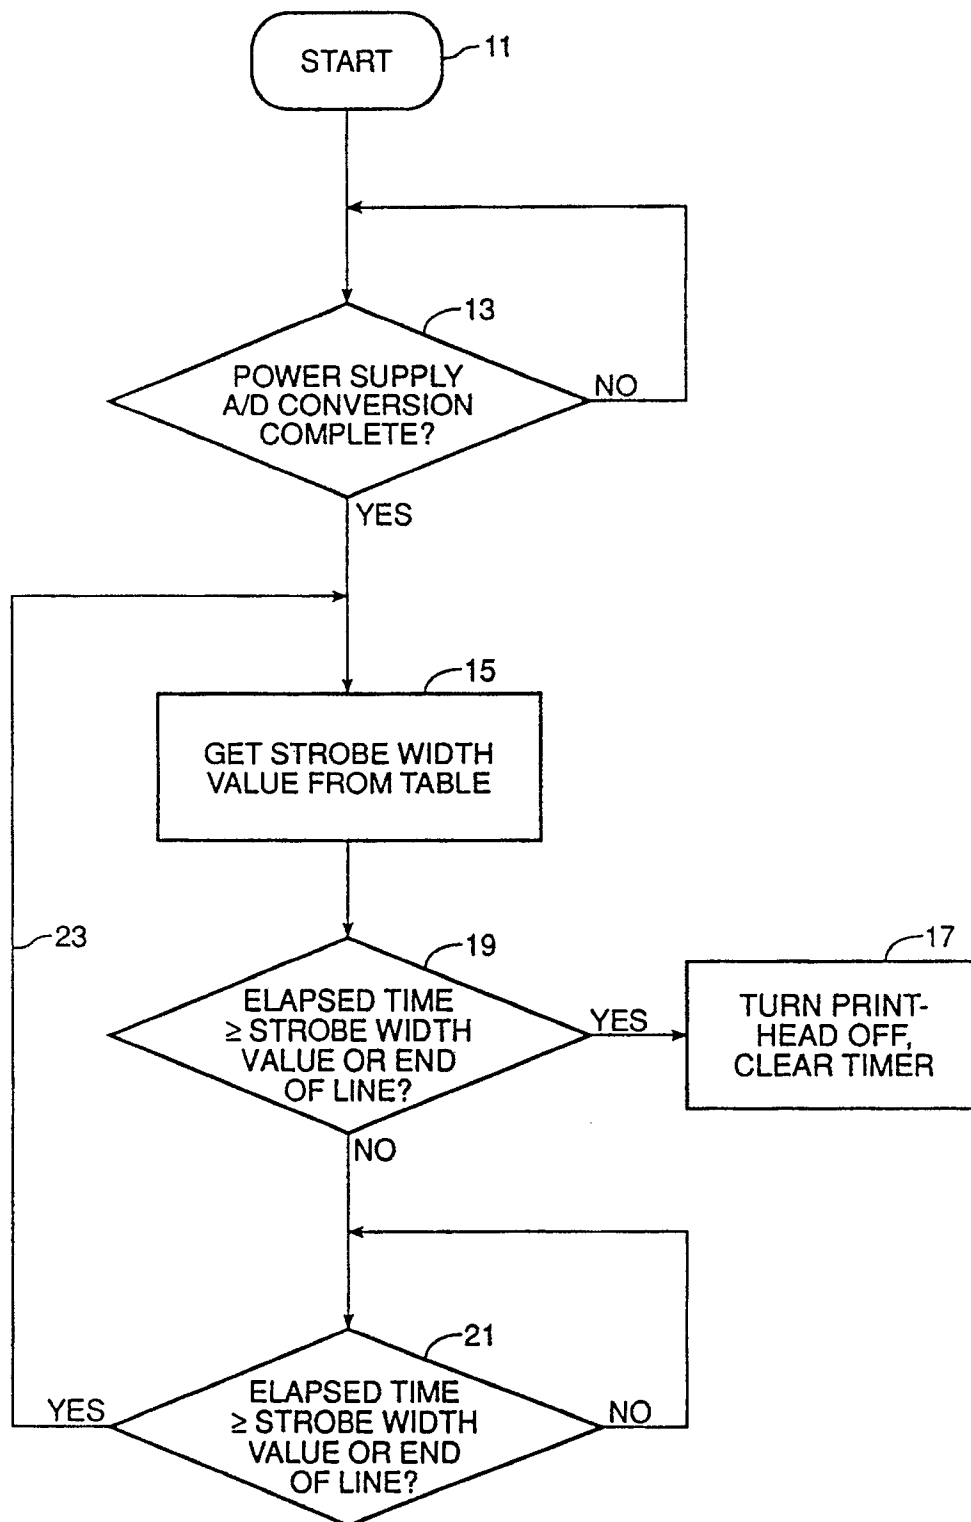 START
11
13
POWER SUPPLY
A/D CONVERSION
COMPLETE?
NO
YES
15
GET STROBE WIDTH
VALUE FROM TABLE
23
19
17
ELAPSED TIME
≥ STROBE WIDTH
VALUE OR END
OF LINE?
YES
TURN PRINT-
HEAD OFF,
CLEAR TIMER
NO
21
YES
ELAPSED TIME
≥ STROBE WIDTH
VALUE OR END
OF LINE?
NO